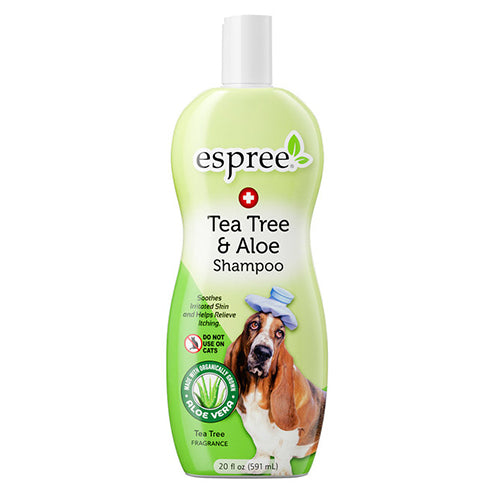 espree
Tea Tree
& Aloe
Shampoo
Soothes
Irritated Skin
and Helps Relieve
Itching.
DO NOT
USE ON
CATS
MADE WITH ORGANICALLY GROWN
ALOE VERA
Tea Tree
FRAGRANCE
20 fl oz (591 mL)